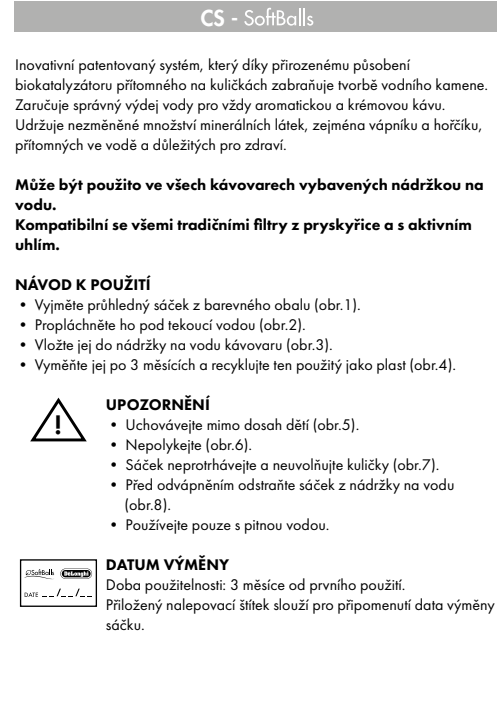 CS - SoftBalls
Inovativní patentovaný systém, který díky přirozenému působení
biokatalyzátoru přítomného na kuličkách zabraňuje tvorbě vodního kamene.
Zaručuje správný výdej vody pro vždy aromatickou a krémovou kávu.
Udržuje nezměněné množství minerálních látek, zejména vápníku a hořčíku,
přítomných ve vodě a důležitých pro zdraví.
Může být použito ve všech kávovarech vybavených nádržkou na
vodu.
Kompatibilní se všemi tradičními filtry z pryskyřice a s aktivním
uhlím.
NÁVOD K POUŽITÍ
• Vyjměte průhledný sáček z barevného obalu (obr.1).
• Propláchněte ho pod tekoucí vodou (obr.2).
• Vložte jej do nádržky na vodu kávovaru (obr.3).
• Vyměňte jej po 3 měsících a recyklujte ten použitý jako plast (obr.4).
UPOZORNĚNÍ
• Uchovávejte mimo dosah dětí (obr.5).
• Nepolykejte (obr.6).
• Sáček neprotrhávejte a neuvolňujte kuličky (obr.7).
• Před odvápněním odstraňte sáček z nádržky na vodu
(obr.8).
• Používejte pouze s pitnou vodou.
SoftBalls DeLonghi
DATE __/__/__
DATUM VÝMĚNY
Doba použitelnosti: 3 měsíce od prvního použití.
Přiložený nalepovací štítek slouží pro připomenutí data výměny
sáčku.